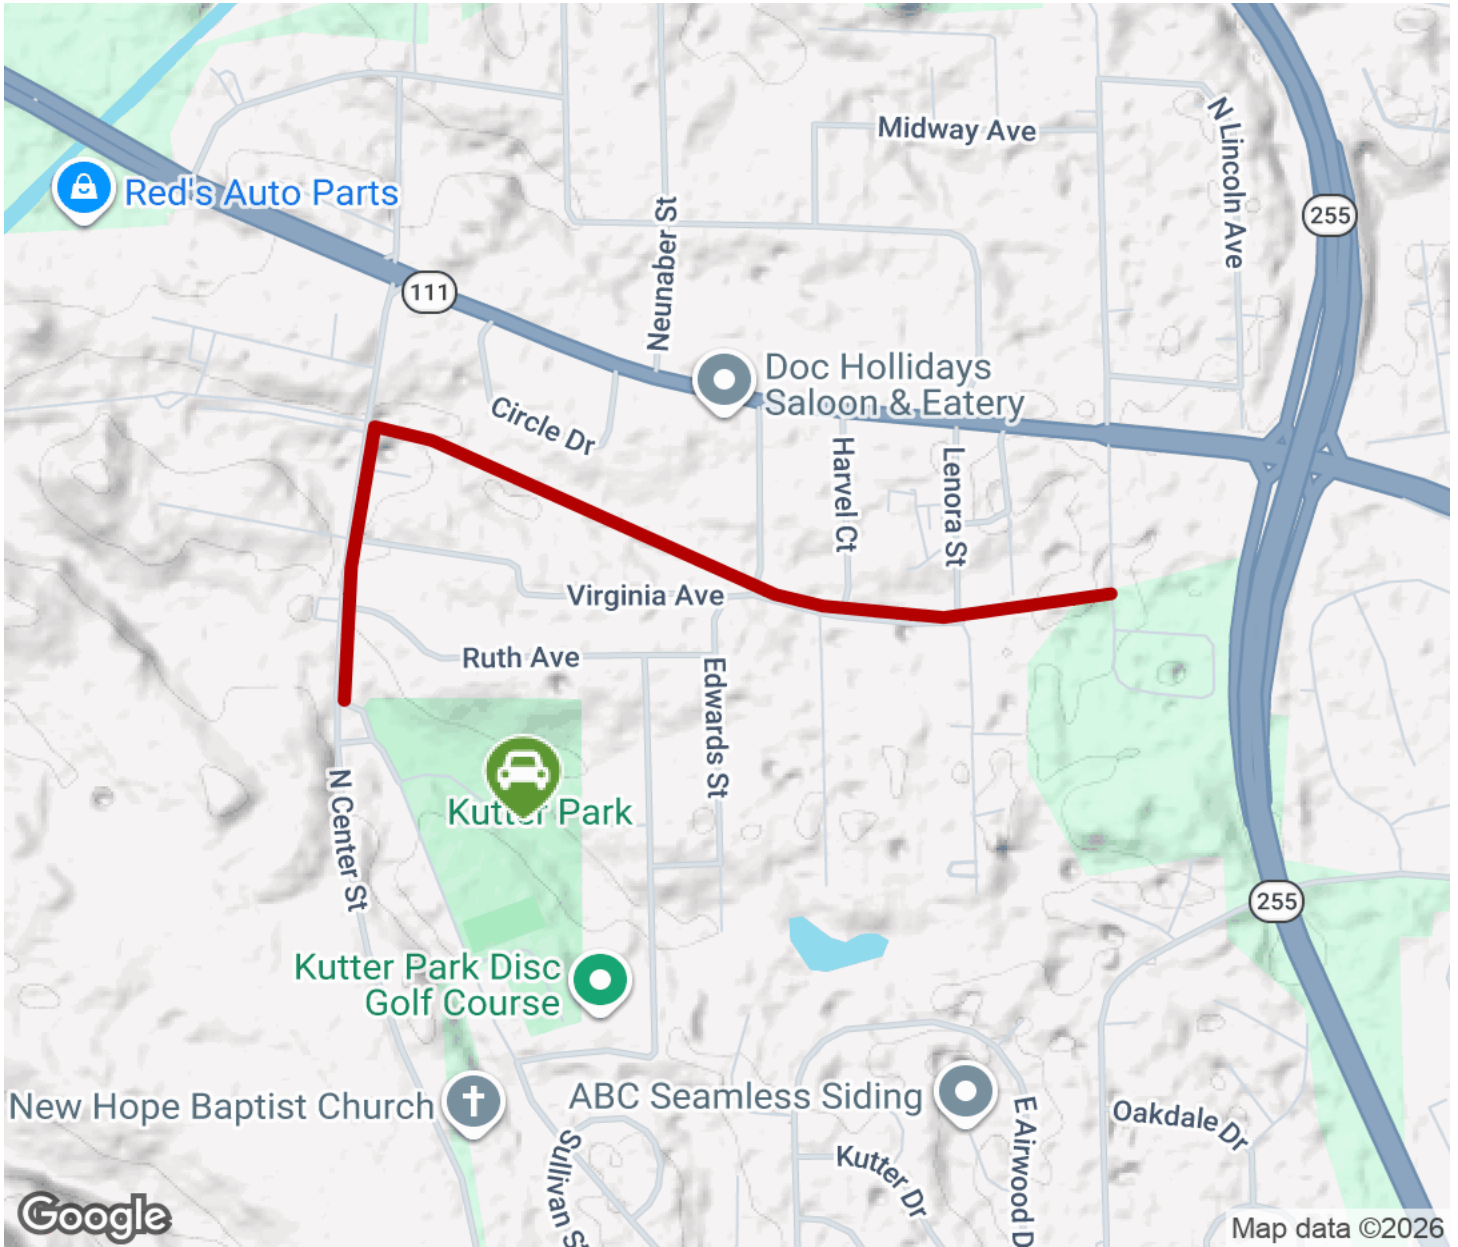 Midway Ave
N Lincoln Ave
Red's Auto Parts
255
Neunaber St
111
Doc Hollidays
Saloon & Eatery
Circle Dr
Harvel Ct
Lenora St
Virginia Ave
Ruth Ave
Edwards St
N Center St
Kutter Park
255
Kutter Park Disc
Golf Course
New Hope Baptist Church
ABC Seamless Siding
E Airwood D
Oakdale Dr
Sullivan St
Kutter Dr
Google
Map data ©2026